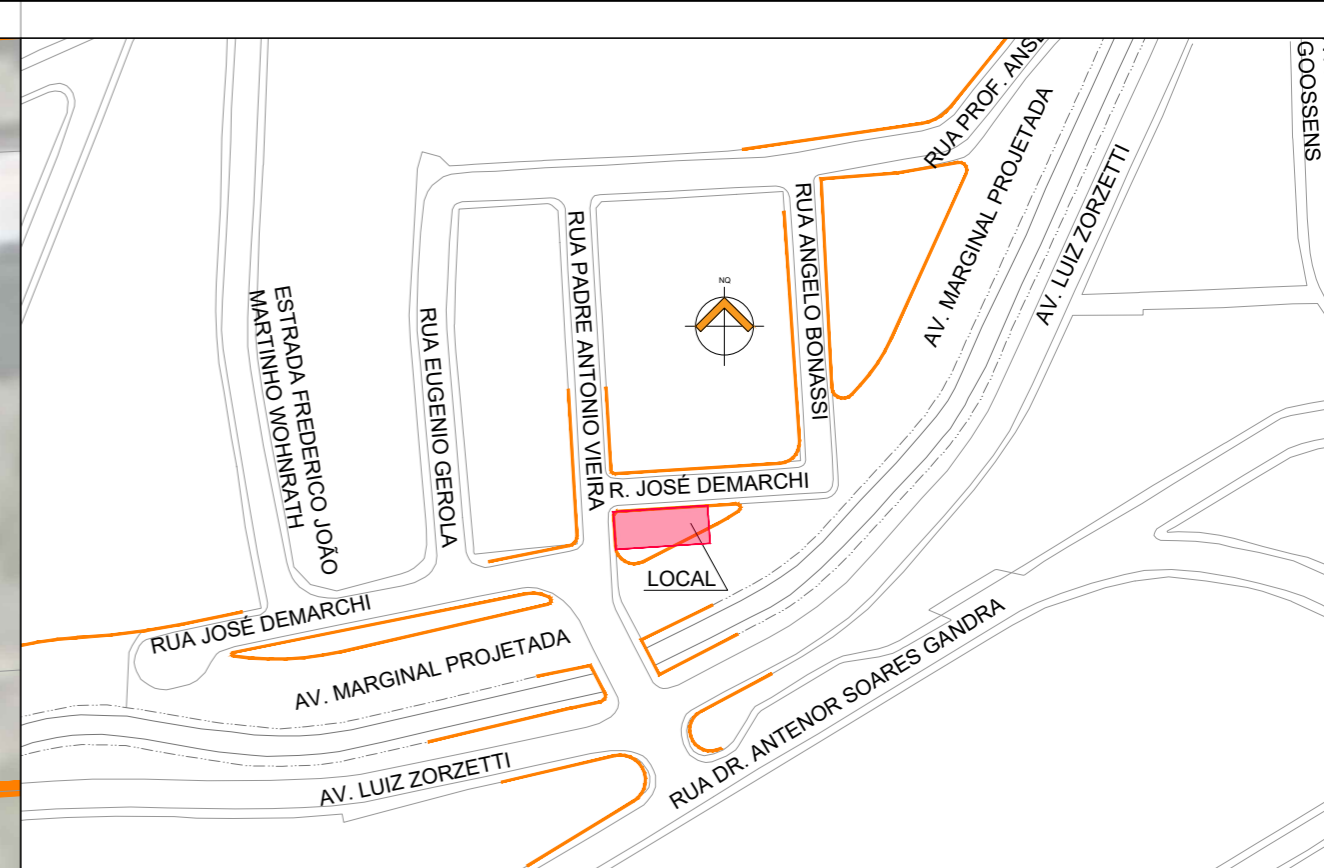 RUA PROF. ANSE
GOOSSENS
AV. MARGINAL PROJETADA
AV. LUIZ ZORZETTI
RUA ANGELO BONASSI
RUA PADRE ANTONIO VIEIRA
NQ
ESTRADA FREDERICO JOÃO
MARTINHO WOHNRATH
RUA EUGENIO GEROLA
R. JOSÉ DEMARCHI
LOCAL
RUA JOSÉ DEMARCHI
AV. MARGINAL PROJETADA
AV. LUIZ ZORZETTI
RUA DR. ANTENOR SOARES GANDRA